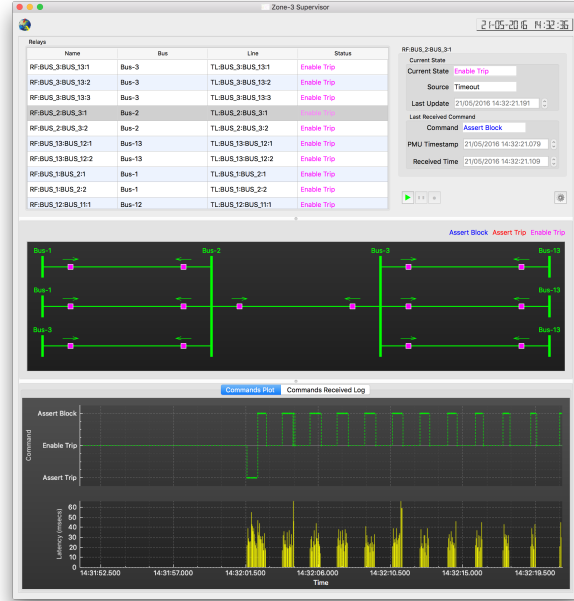 Zone-3 Supervisor
21-05-2016 14:32:36
Relays
Name Bus Line Status
RF:BUS_3:BUS_13:1 Bus-3 TL:BUS_3:BUS_13:1 Enable Trip
RF:BUS_3:BUS_13:2 Bus-3 TL:BUS_3:BUS_13:2 Enable Trip
RF:BUS_3:BUS_13:3 Bus-3 TL:BUS_3:BUS_13:3 Enable Trip
RF:BUS_2:BUS_3:1 Bus-2 TL:BUS_2:BUS_3:1 Enable Trip
RF:BUS_2:BUS_3:2 Bus-2 TL:BUS_2:BUS_3:2 Enable Trip
RF:BUS_13:BUS_12:1 Bus-13 TL:BUS_13:BUS_12:1 Enable Trip
RF:BUS_13:BUS_12:2 Bus-13 TL:BUS_13:BUS_12:2 Enable Trip
RF:BUS_1:BUS_2:1 Bus-1 TL:BUS_1:BUS_2:1 Enable Trip
RF:BUS_1:BUS_2:2 Bus-1 TL:BUS_1:BUS_2:2 Enable Trip
RF:BUS_12:BUS_11:1 Bus-12 TL:BUS_12:BUS_11:1 Enable Trip
RF:BUS_2:BUS_3:1
Current State
Current State Enable Trip
Source Timeout
Last Update 21/05/2016 14:32:21.191
Last Received Command
Command Assert Block
PMU Timestamp 21/05/2016 14:32:21.079
Received Time 21/05/2016 14:32:21.109
Assert Block Assert Trip Enable Trip
Bus-1 Bus-2 Bus-3 Bus-13
Bus-1 Bus-13
Bus-3 Bus-13
Commands Plot Commands Received Log
Command
Assert Block
Enable Trip
Assert Trip
Latency (msecs)
60
50
40
30
20
10
0
14:31:52.500 14:31:57.000 14:32:01.500 14:32:06.000 14:32:10.500 14:32:15.000 14:32:19.500
Time